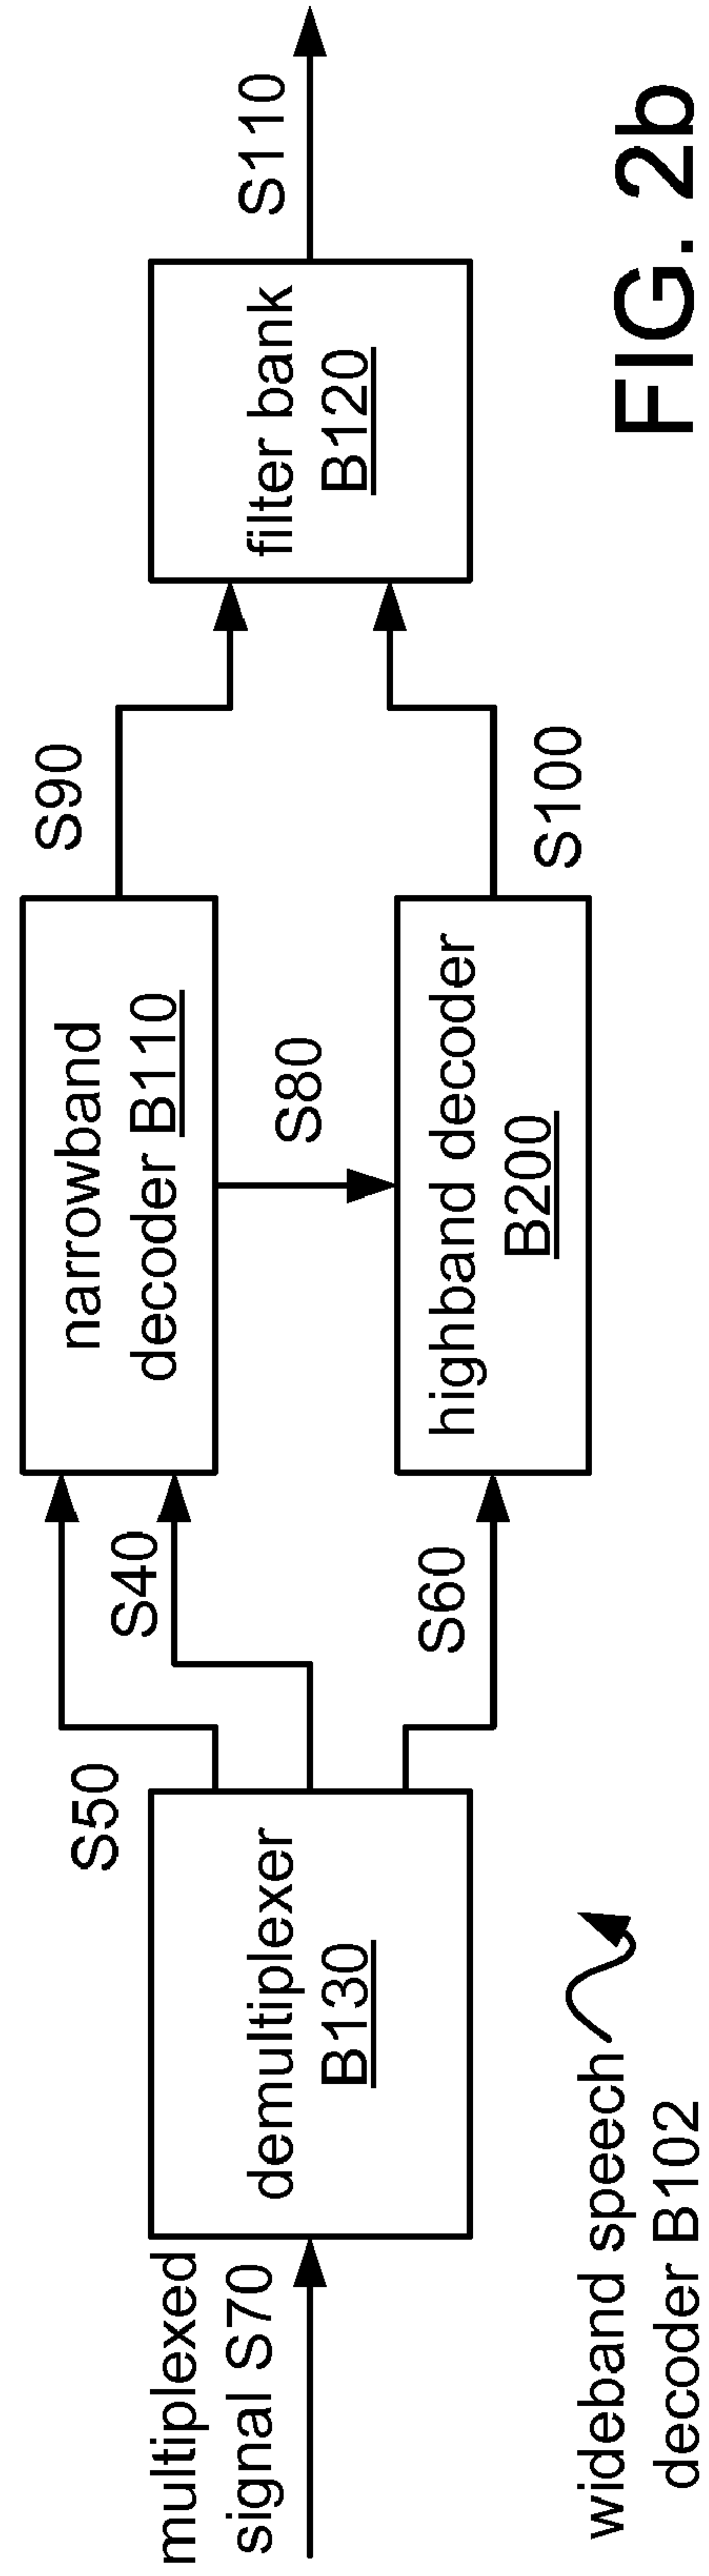 multiplexed
signal S70
demultiplexer
B130
S50
S40
S60
narrowband
decoder B110
S80
highband decoder
B200
S90
S100
filter bank
B120
S110
wideband speech
decoder B102
FIG. 2b